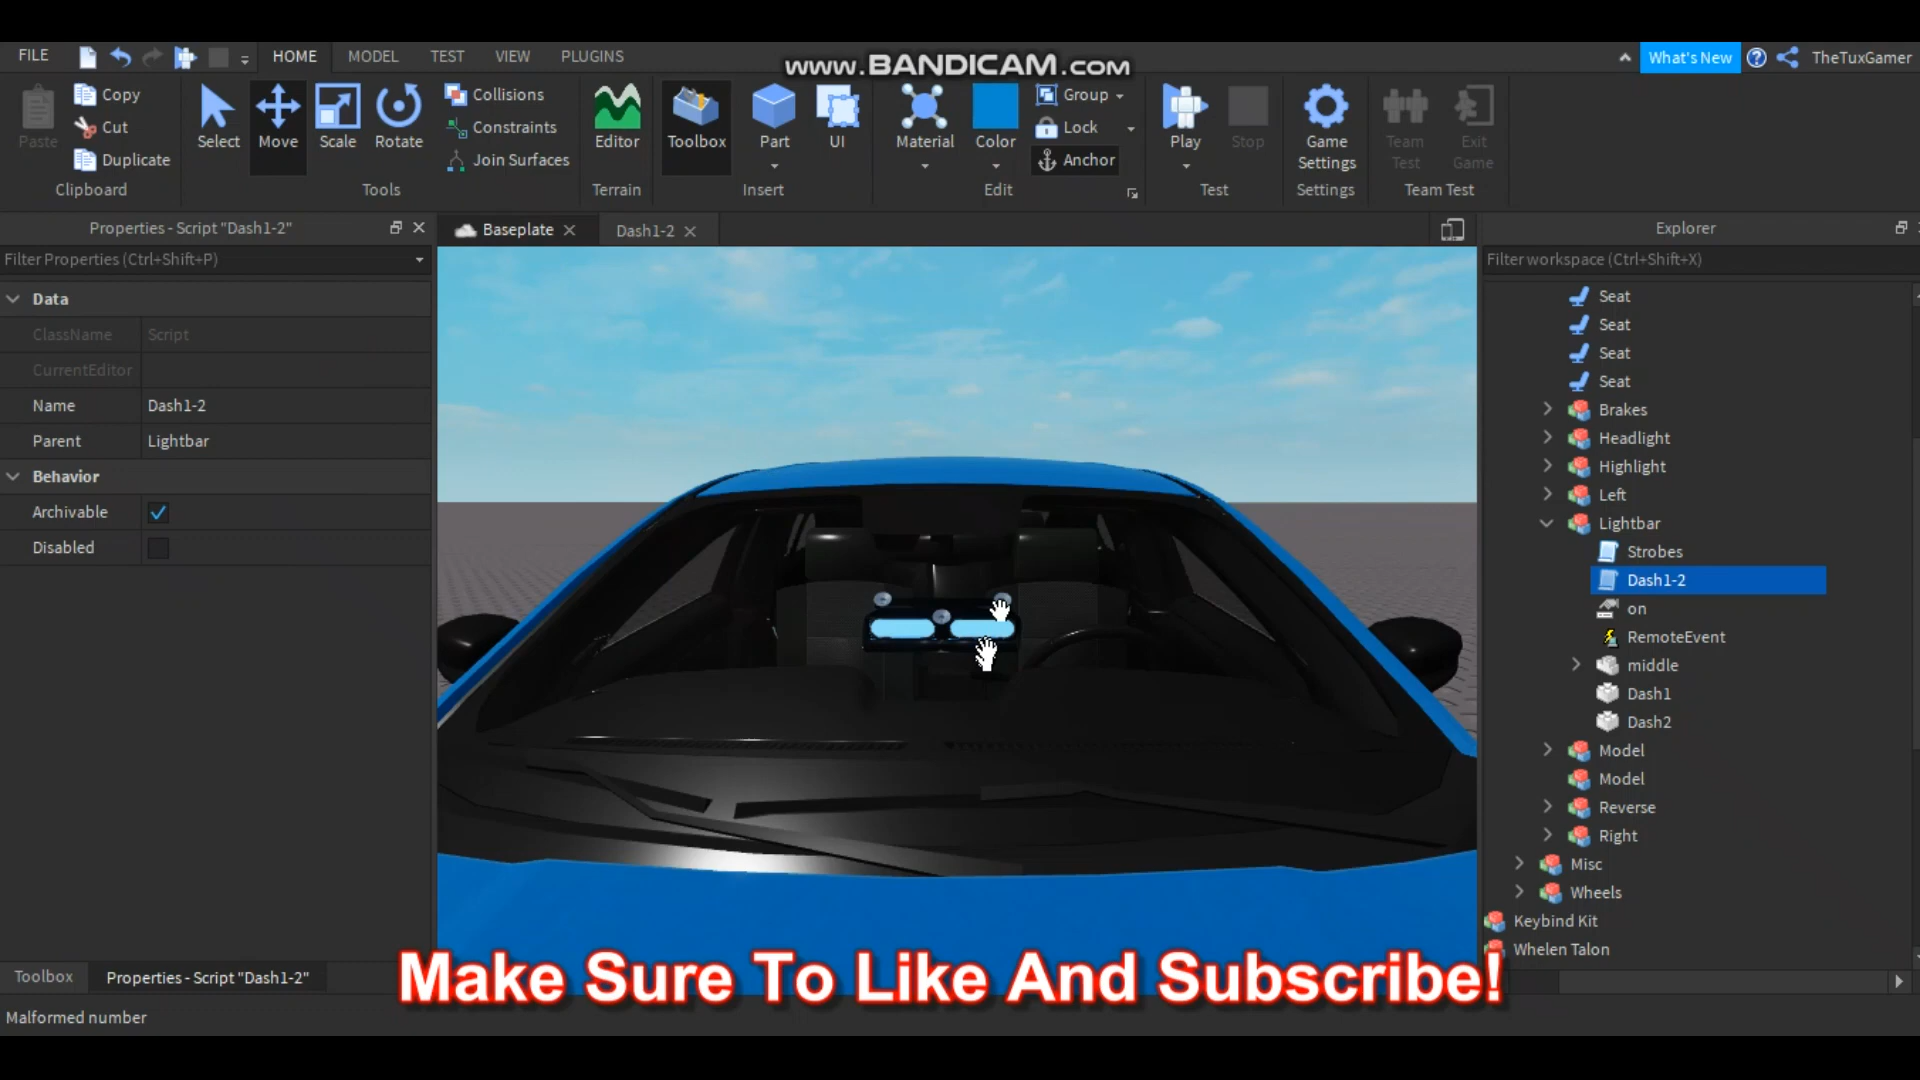 www.BANDICAM.com
FILE HOME MODEL TEST VIEW PLUGINS What's New TheTuxGamer
Paste Copy Cut Duplicate Clipboard
Select Move Scale Rotate Collisions Constraints Join Surfaces Tools
Editor Terrain
Toolbox Part UI Insert
Material Color Group Lock Anchor Edit
Play Stop Test
Game Settings Settings
Team Test Exit Game Team Test
Properties - Script "Dash1-2"
Filter Properties (Ctrl+Shift+P)
Data
ClassName Script
CurrentEditor
Name Dash1-2
Parent Lightbar
Behavior
Archivable
Disabled
Toolbox Properties - Script "Dash1-2"
Malformed number
Baseplate Dash1-2
Explorer
Filter workspace (Ctrl+Shift+X)
Seat
Seat
Seat
Seat
Brakes
Headlight
Highlight
Left
Lightbar
Strobes
Dash1-2
on
RemoteEvent
middle
Dash1
Dash2
Model
Model
Reverse
Right
Misc
Wheels
Keybind Kit
Whelen Talon
Make Sure To Like And Subscribe!